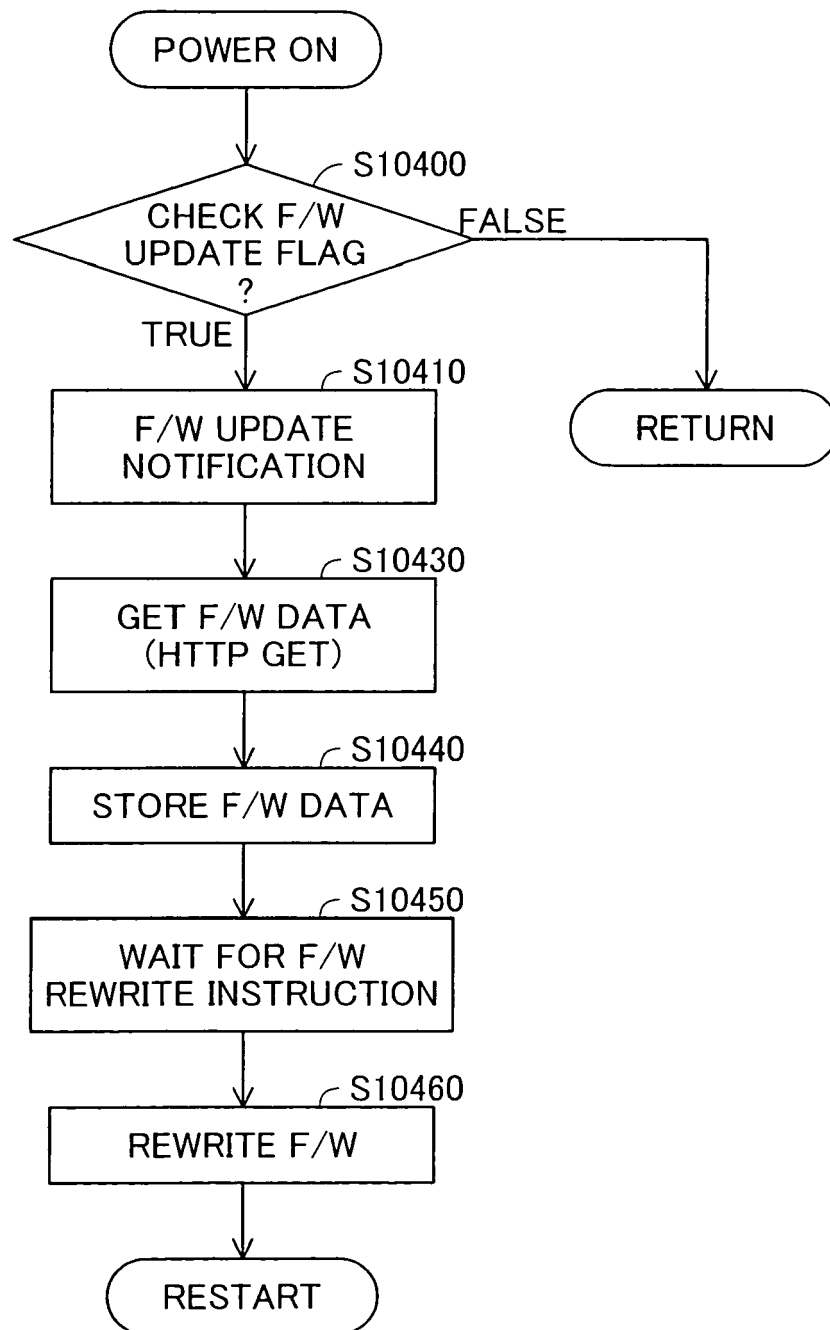 POWER ON
S10400
CHECK F/W
UPDATE FLAG
?
FALSE
TRUE
S10410
F/W UPDATE
NOTIFICATION
RETURN
S10430
GET F/W DATA
(HTTP GET)
S10440
STORE F/W DATA
S10450
WAIT FOR F/W
REWRITE INSTRUCTION
S10460
REWRITE F/W
RESTART